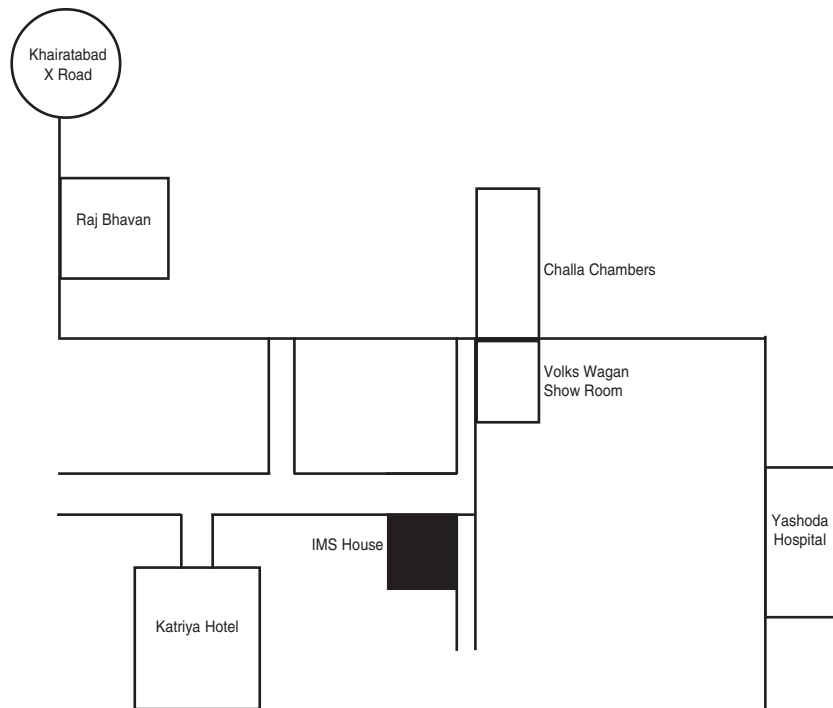 Khairatabad
X Road
Raj Bhavan
Challa Chambers
Volks Wagan
Show Room
Yashoda
Hospital
IMS House
Katriya Hotel